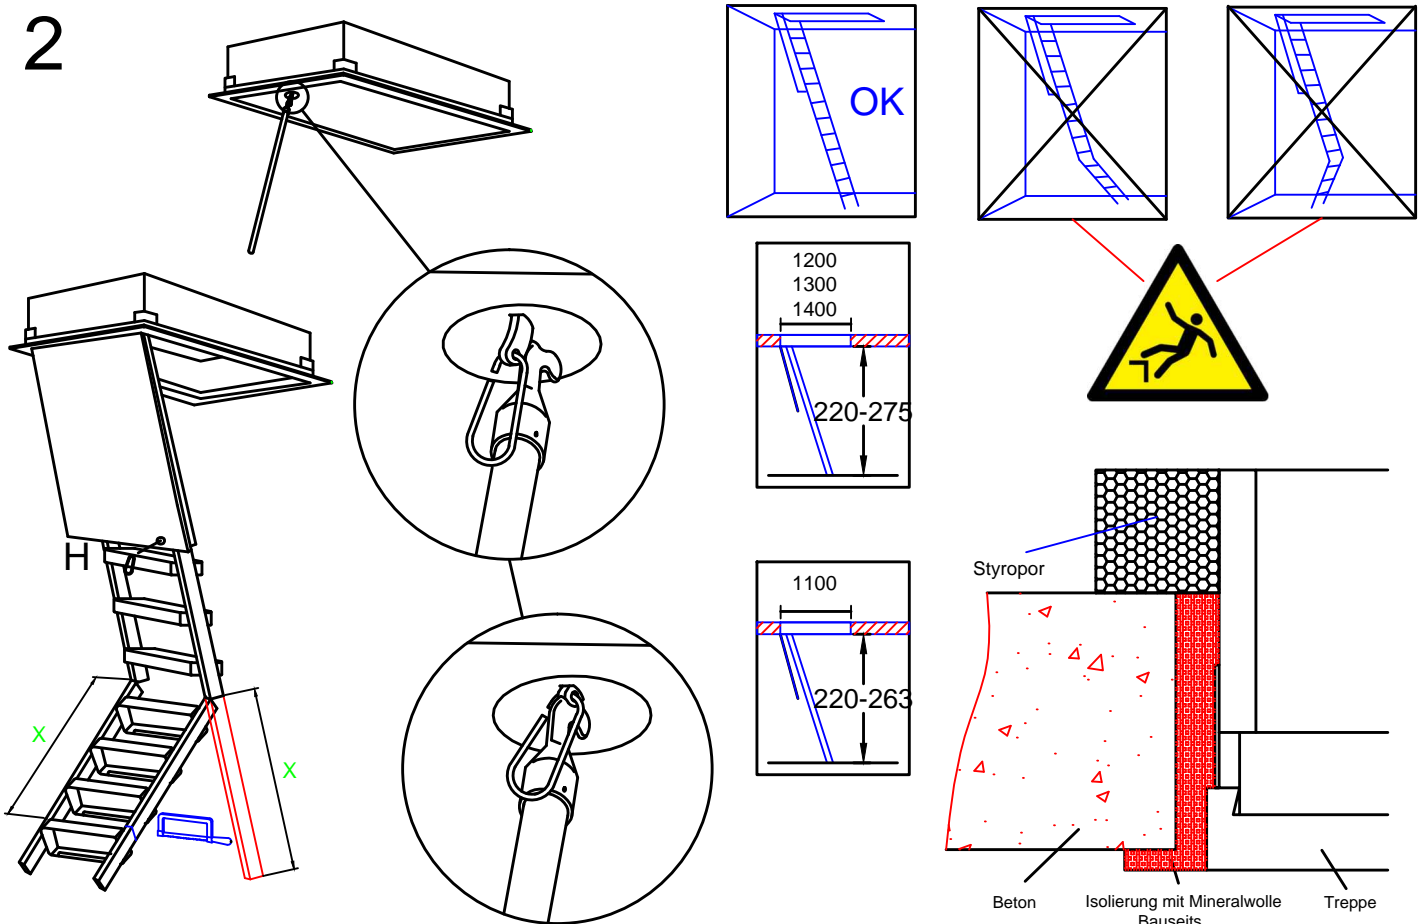 2
OK
1200
1300
1400
220-275
H
1100
220-263
X
X
Styropor
Beton
Isolierung mit Mineralwolle
Bauseits
Treppe